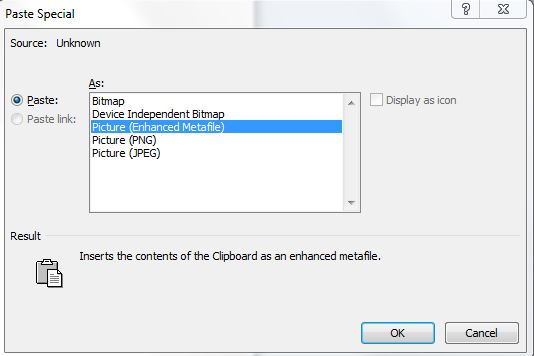 Paste Special
?
Source: Unknown
As:
Paste:
Paste link:
Bitmap
Device Independent Bitmap
Picture (Enhanced Metafile)
Picture (PNG)
Picture (JPEG)
Display as icon
Result
Inserts the contents of the Clipboard as an enhanced metafile.
OK
Cancel